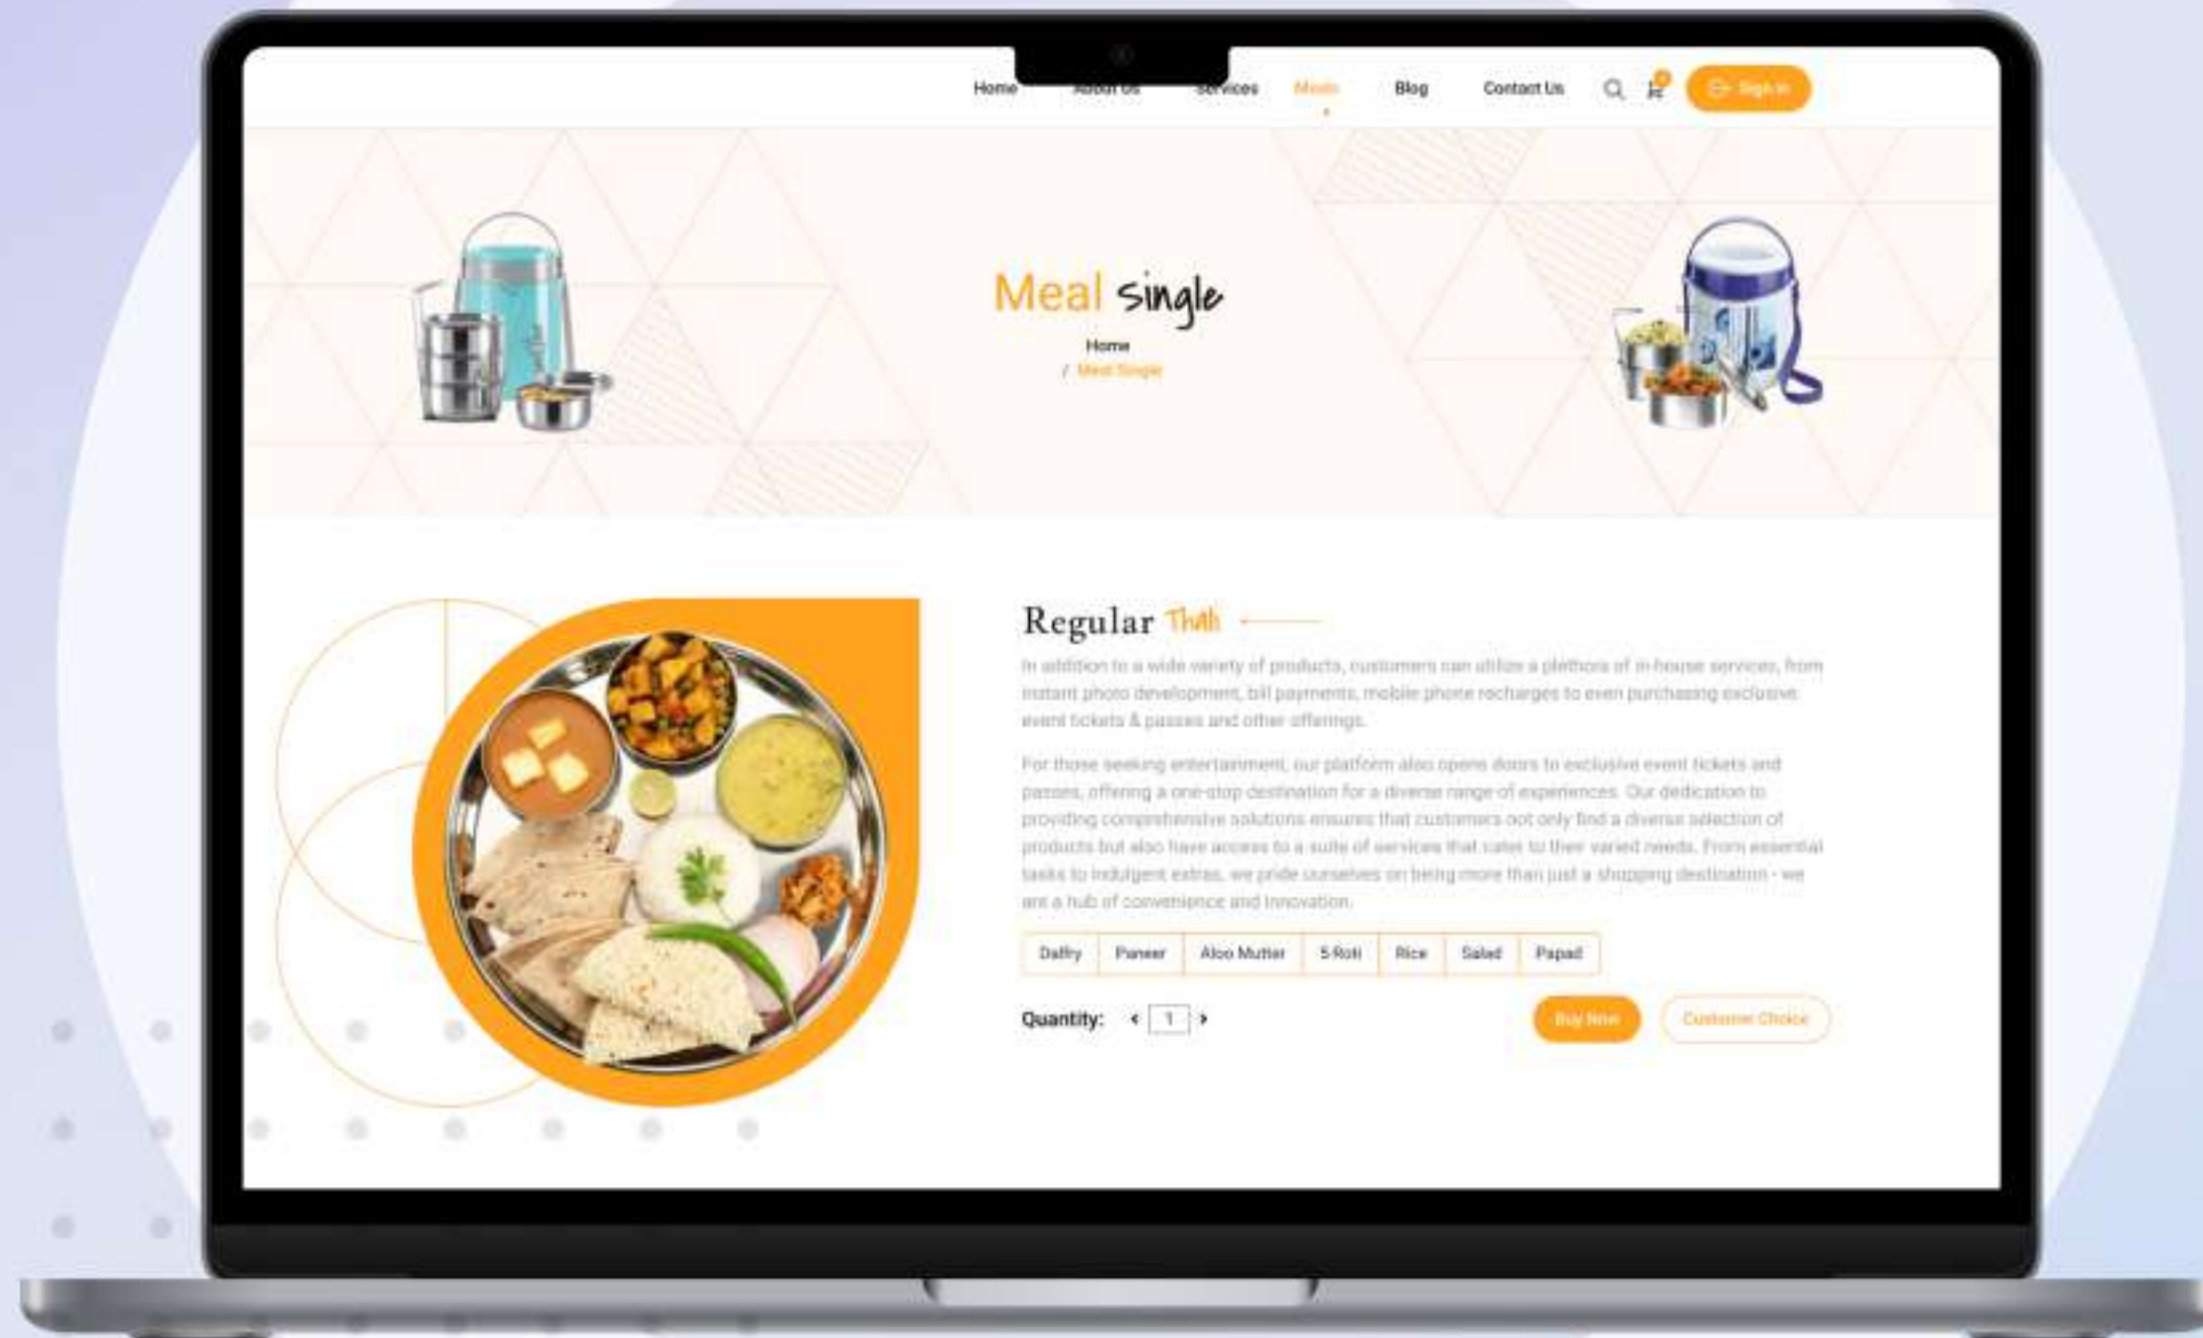 Home About Us Services Meals Blog Contact Us Sign In
Meal single
Home
/ Meal Single
Regular Thali
In addition to a wide variety of products, customers can utilize a plethora of in-house services, from
instant photo development, bill payments, mobile phone recharges to even purchasing exclusive
event tickets & passes and other offerings.
For those seeking entertainment, our platform also opens doors to exclusive event tickets and
passes, offering a one-stop destination for a diverse range of experiences. Our dedication to
providing comprehensive solutions ensures that customers not only find a diverse selection of
products but also have access to a suite of services that cater to their varied needs. From essential
tasks to indulgent extras, we pride ourselves on being more than just a shopping destination - we
are a hub of convenience and innovation.
Dalfry Paneer Aloo Mutter 5 Roti Rice Salad Papad
Quantity: < 1 > Buy Now Customer Choice